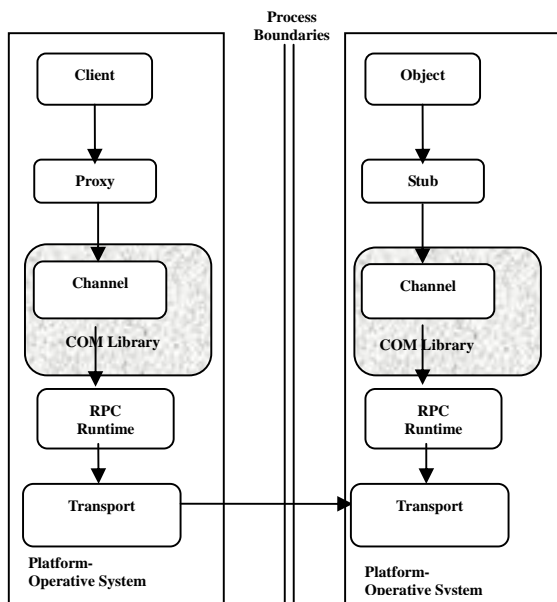 Process
Boundaries
Client
Proxy
Channel
COM Library
RPC
Runtime
Transport
Platform-
Operative System
Object
Stub
Channel
COM Library
RPC
Runtime
Transport
Platform-
Operative System